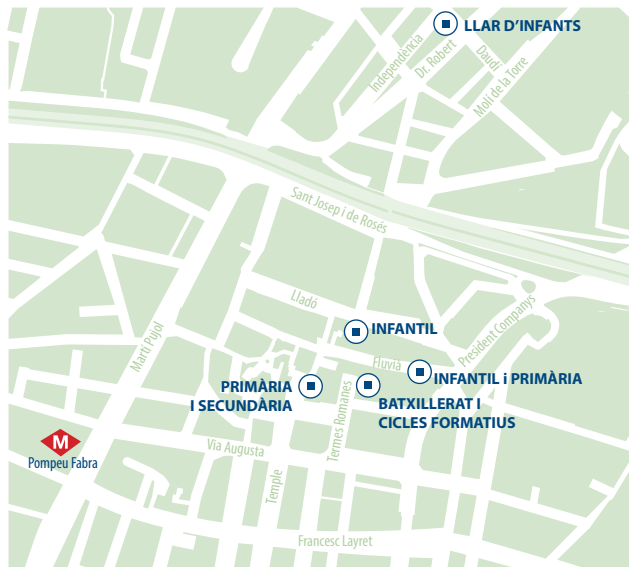 LLAR D’INFANTS
Independència
Dr. Robert
Daudí
Molí de la Torre
Sant Josep i de Rosés
Lladó
Martí Pujol
President Companys
INFANTIL
Fluvià
INFANTIL i PRIMÀRIA
PRIMÀRIA
I SECUNDÀRIA
Termes Romanes
BATXILLERAT I
CICLES FORMATIUS
M
Pompeu Fabra
Via Augusta
Temple
Francesc Layret